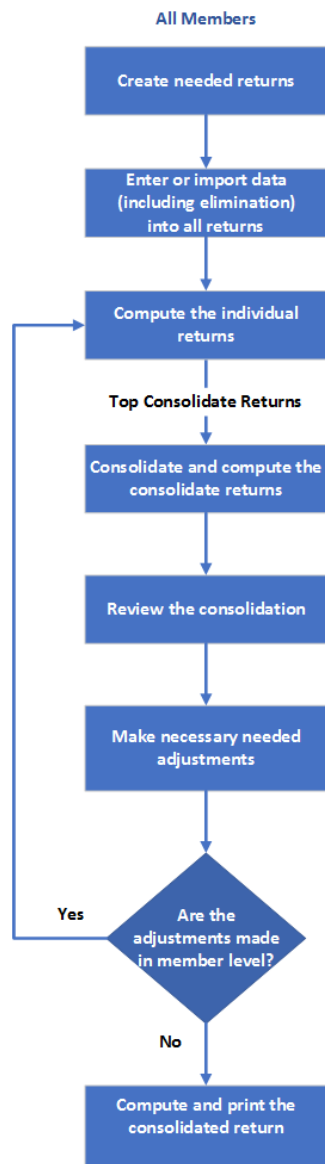 All Members
Create needed returns
Enter or import data
(including elimination)
into all returns
Compute the individual
returns
Top Consolidate Returns
Consolidate and compute the
consolidate returns
Review the consolidation
Make necessary needed
adjustments
Yes
Are the
adjustments made
in member level?
No
Compute and print the
consolidated return